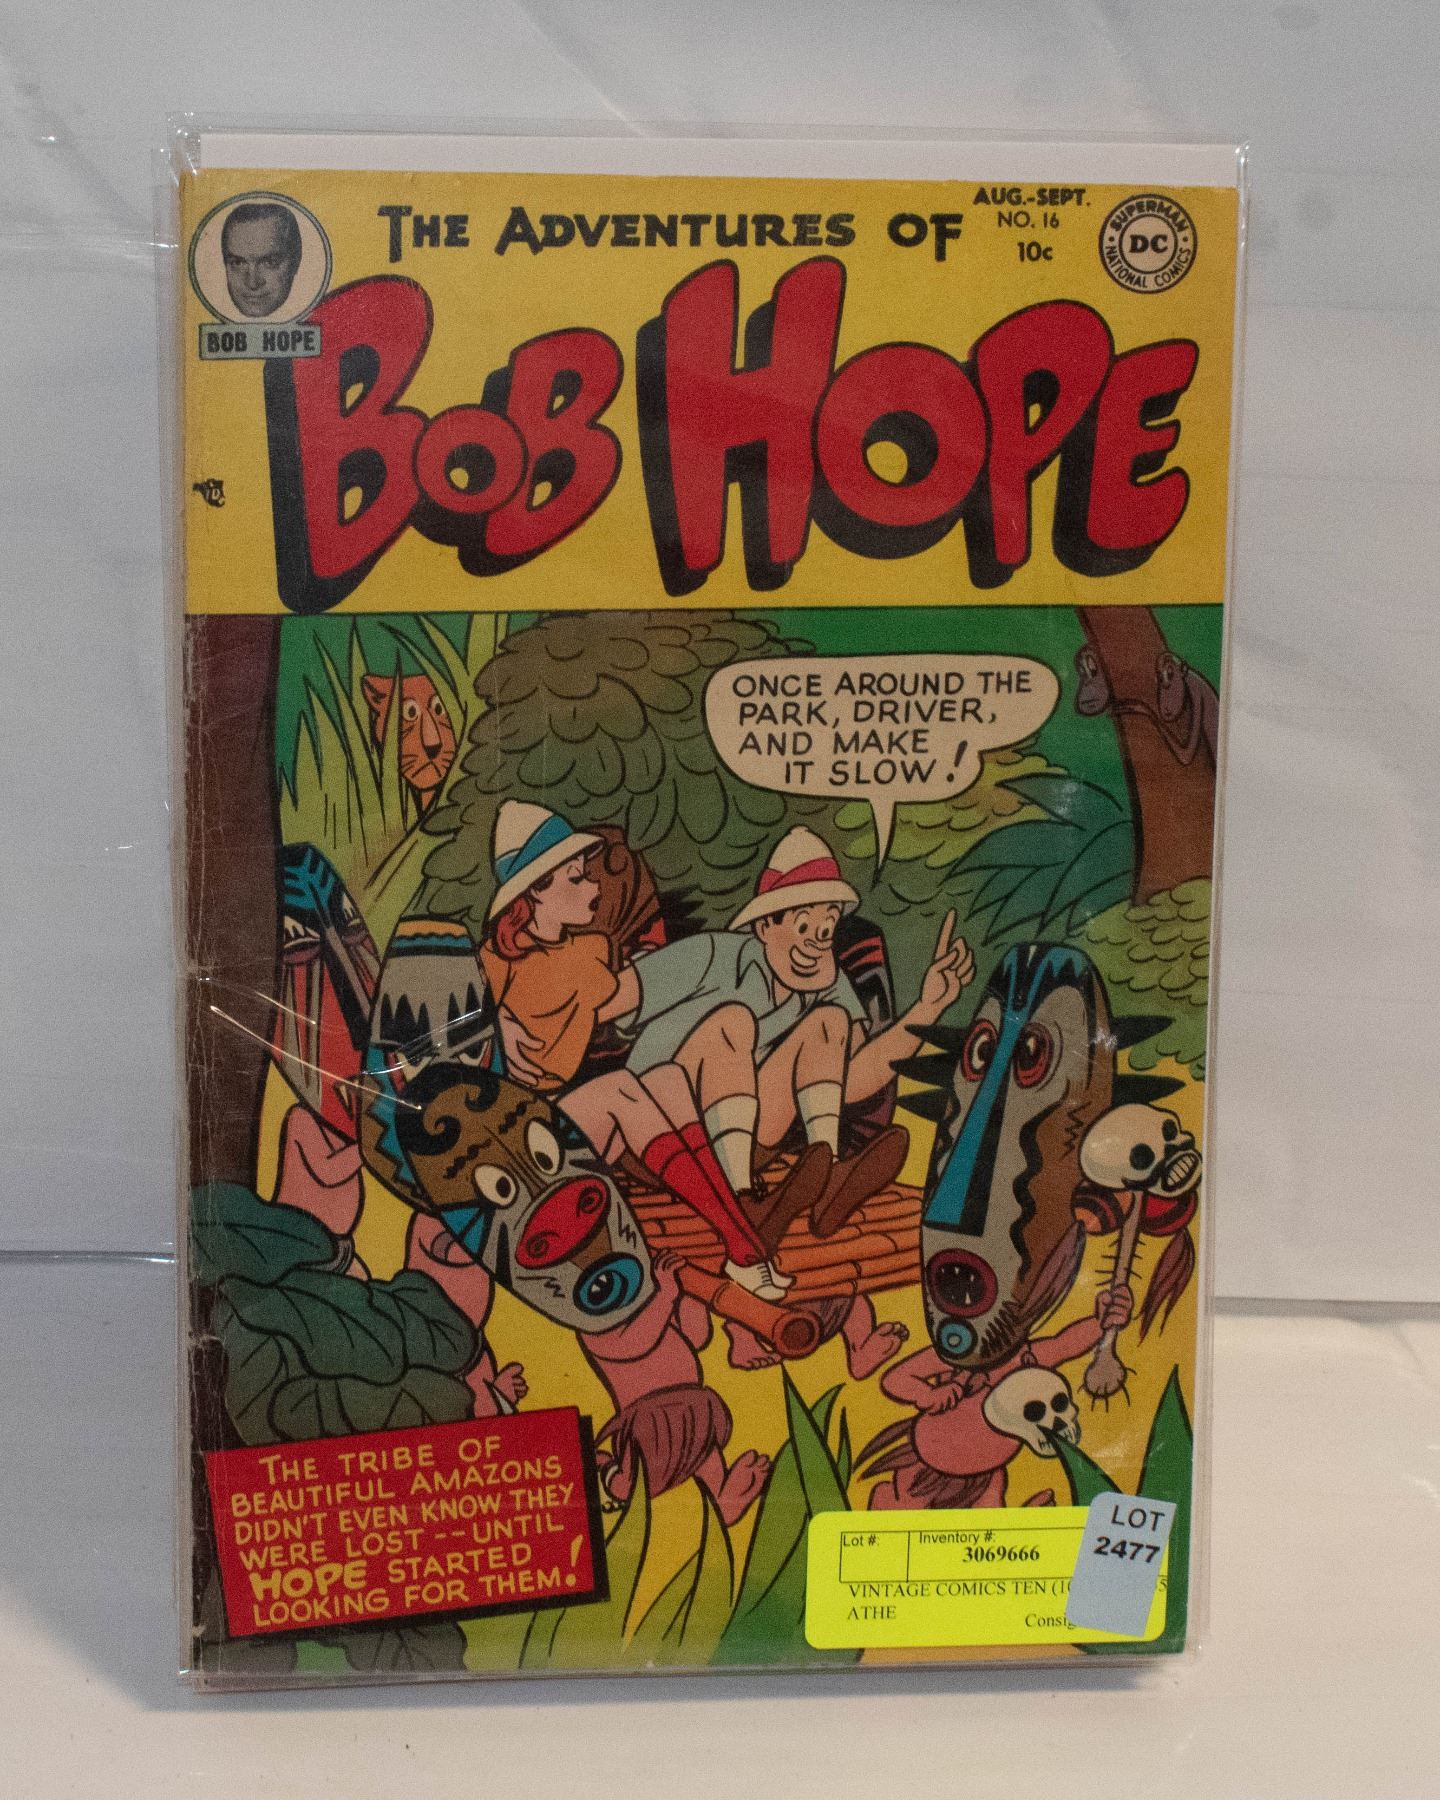 THE ADVENTURES OF
AUG.-SEPT.
NO. 16
10c
SUPERMAN
DC
NATIONAL COMICS
BOB HOPE
BOB HOPE
ID
ONCE AROUND THE
PARK, DRIVER,
AND MAKE
IT SLOW!
THE TRIBE OF
BEAUTIFUL AMAZONS
DIDN'T EVEN KNOW THEY
WERE LOST -- UNTIL
HOPE STARTED
LOOKING FOR THEM!
Lot #:
Inventory #:
3069666
LOT
2477
VINTAGE COMICS TEN
ATHE